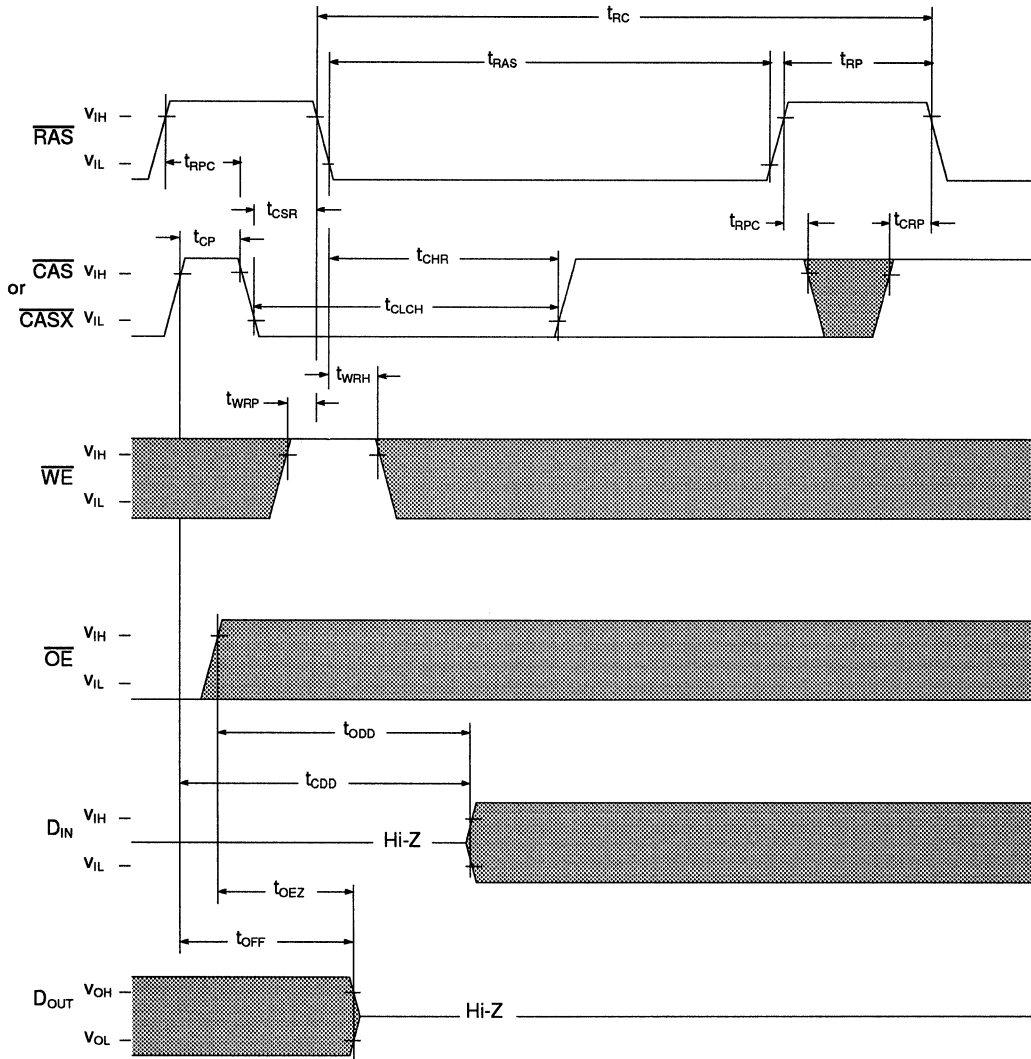 tRC
tRAS
tRP
RAS
VIH
VIL
tRPC
tCSR
tRPC
tCRP
tCP
tCHR
CAS
or
CASX
VIH
VIL
tCLCH
tWRP
tWRH
WE
VIH
VIL
OE
VIH
VIL
tODD
tCDD
DIN
VIH
VIL
Hi-Z
tOEZ
tOFF
DOUT
VOH
VOL
Hi-Z